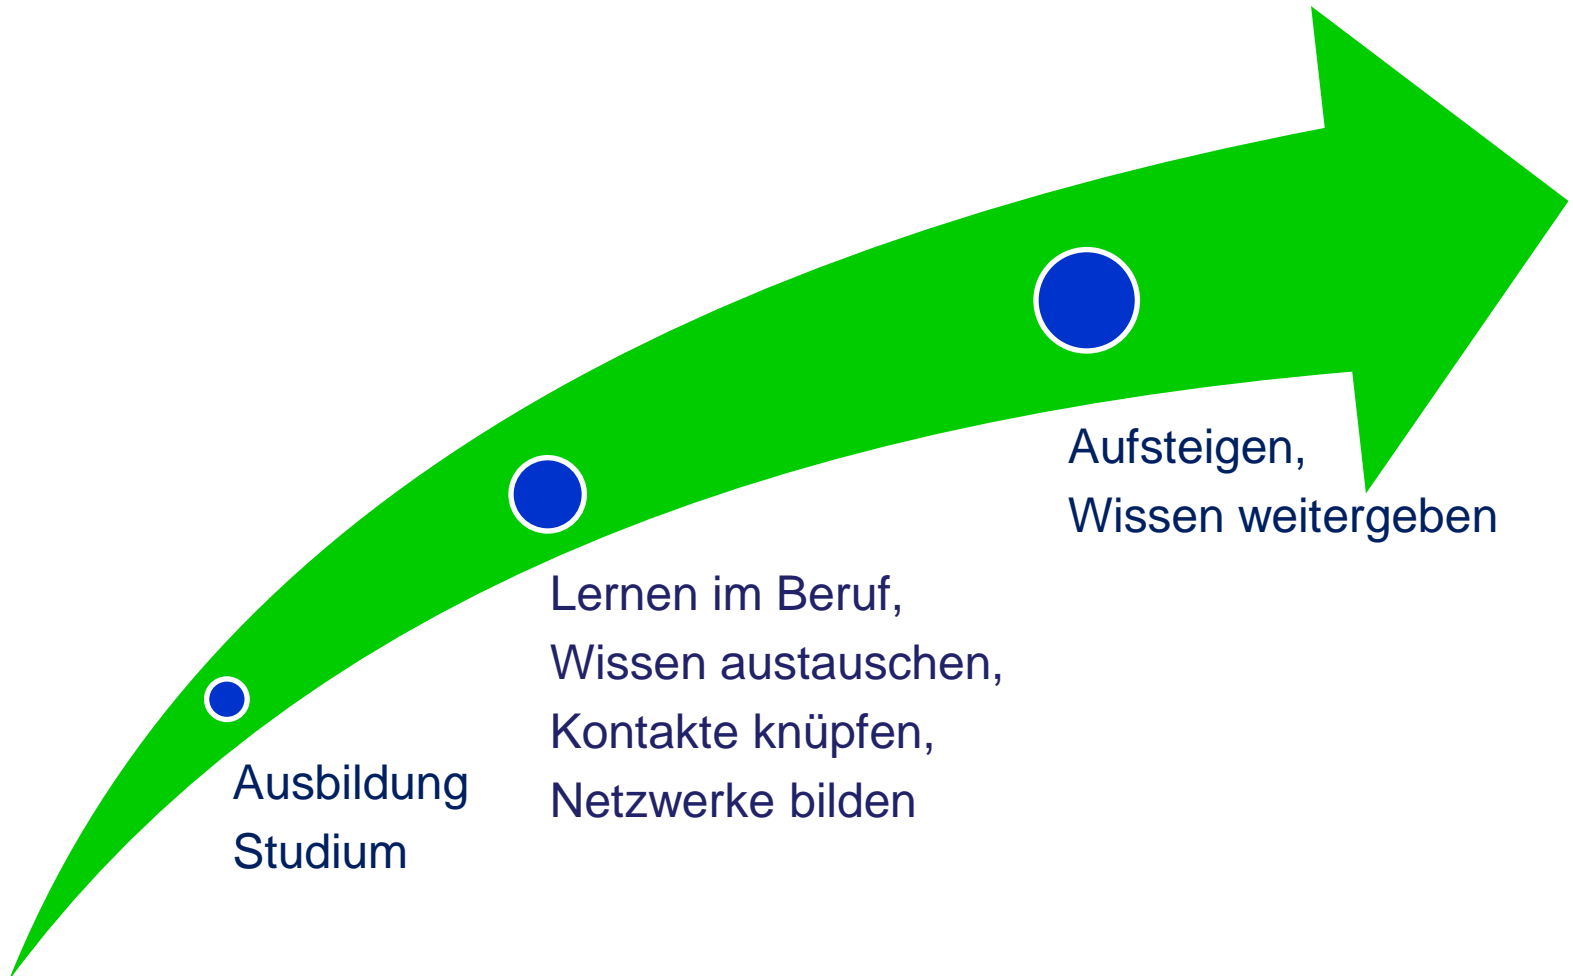 Ausbildung
Studium
Lernen im Beruf,
Wissen austauschen,
Kontakte knüpfen,
Netzwerke bilden
Aufsteigen,
Wissen weitergeben